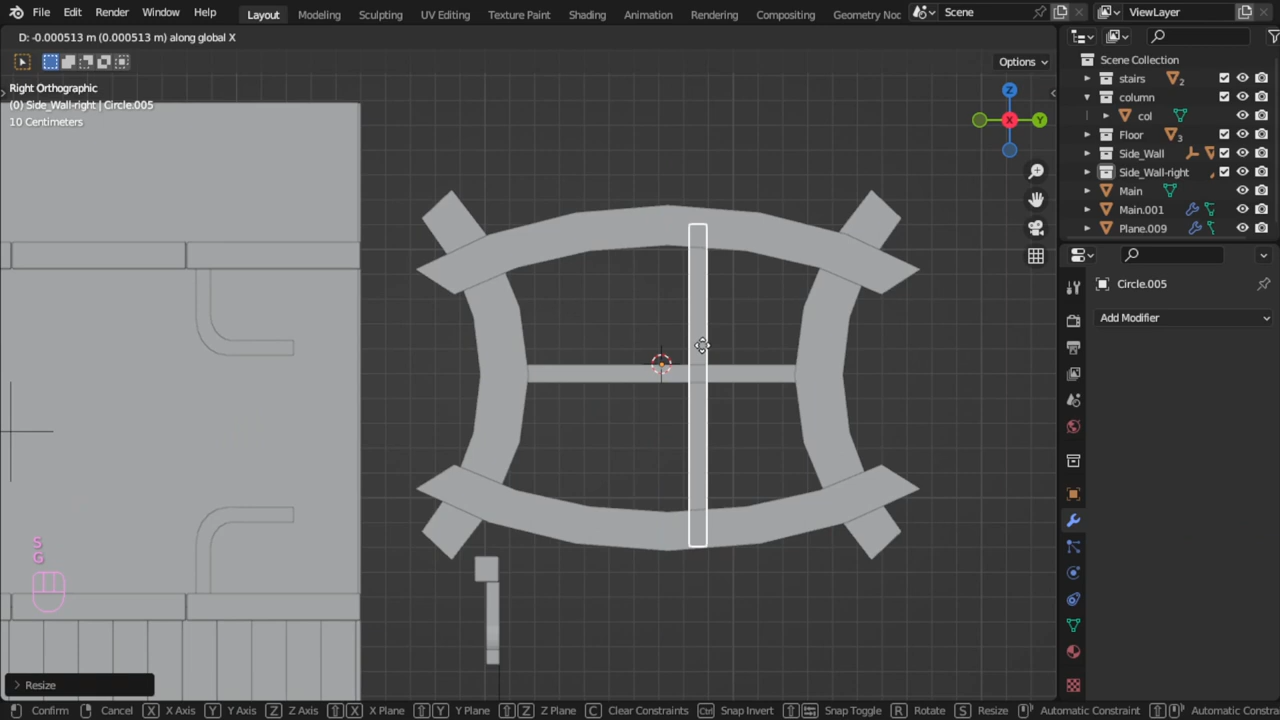 File Edit Render Window Help Layout Modeling Sculpting UV Editing Texture Paint Shading Animation Rendering Compositing Geometry Noc Scene ViewLayer
D: -0.000513 m (0.000513 m) along global X
Options
Right Orthographic
(0) Side_Wall-right | Circle.005
10 Centimeters
Z
Y
X
Scene Collection
stairs 2
column
col
Floor 3
Side_Wall
Side_Wall-right
Main
Main.001
Plane.009
Circle.005
Add Modifier
S
G
Resize
Confirm Cancel X X Axis Y Y Axis Z Z Axis X X Plane Y Y Plane Z Z Plane C Clear Constraints Ctrl Snap Invert Snap Toggle R Rotate S Resize Automatic Constraint Automatic Constra